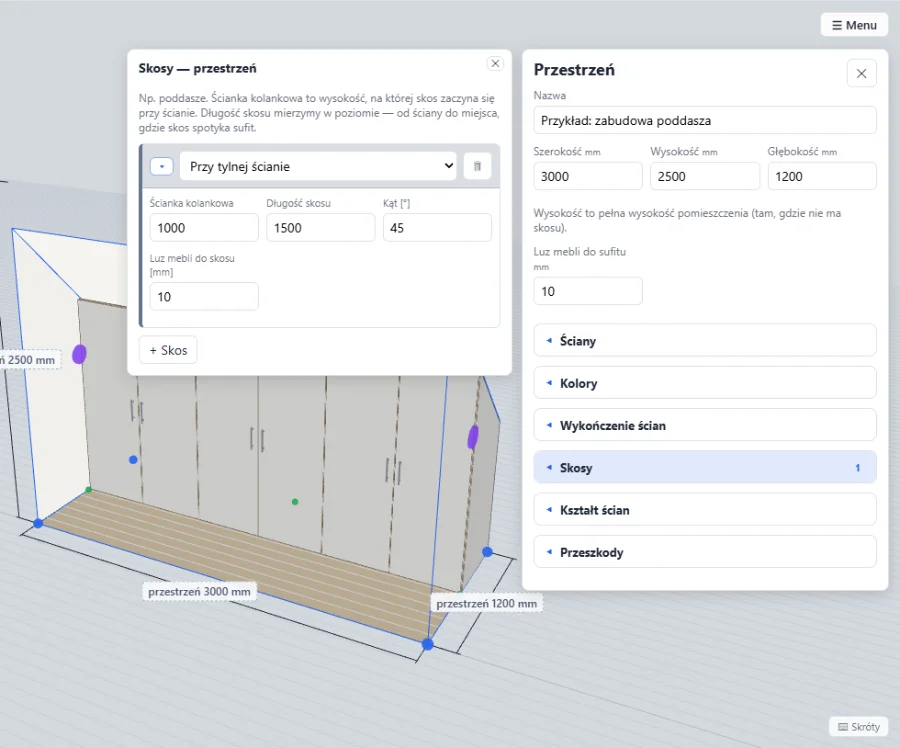 ☰ Menu
Skosy — przestrzeń
Np. poddasze. Ścianka kolankowa to wysokość, na której skos zaczyna się
przy ścianie. Długość skosu mierzymy w poziomie — od ściany do miejsca,
gdzie skos spotyka sufit.
Przy tylnej ścianie
Ścianka kolankowa
Długość skosu
Kąt [°]
1000
1500
45
Luz mebli do skosu
[mm]
10
+ Skos
Przestrzeń
Nazwa
Przykład: zabudowa poddasza
Szerokość mm
Wysokość mm
Głębokość mm
3000
2500
1200
Wysokość to pełna wysokość pomieszczenia (tam, gdzie nie ma
skosu).
Luz mebli do sufitu
mm
10
Ściany
Kolory
Wykończenie ścian
Skosy 1
Kształt ścian
Przeszkody
ń 2500 mm
przestrzeń 3000 mm
przestrzeń 1200 mm
Skróty